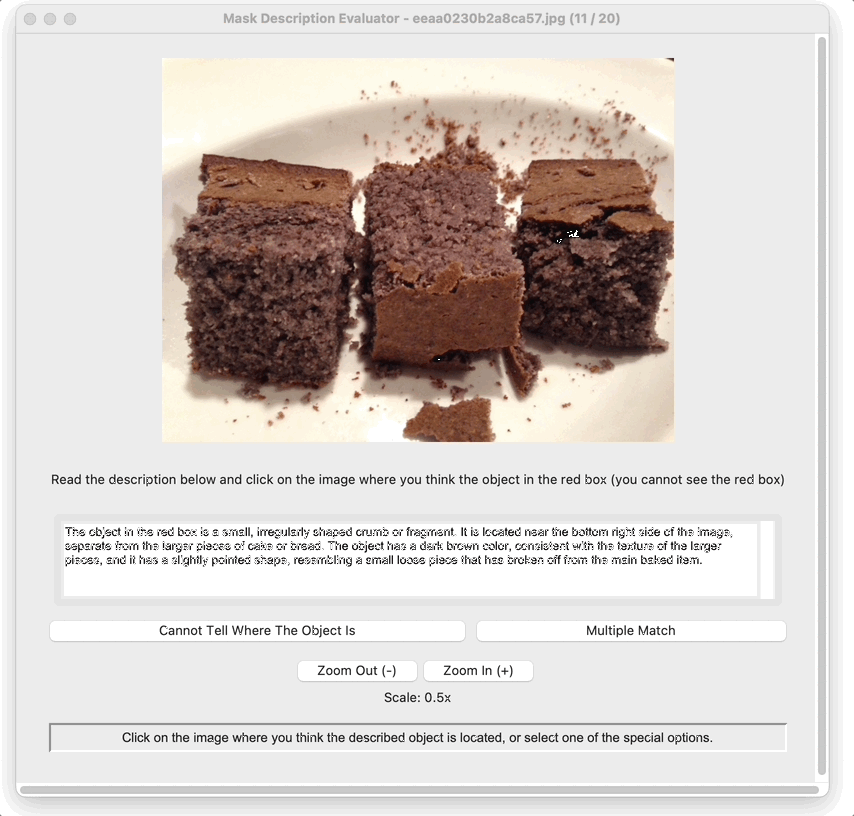 Mask Description Evaluator - eeaa0230b2a8ca57.jpg (11 / 20)
Read the description below and click on the image where you think the object in the red box (you cannot see the red box)
The object in the red box is a small, irregularly shaped crumb or fragment. It is located near the bottom right side of the image,
separate from the larger pieces of cake or bread. The object has a dark brown color, consistent with the texture of the larger
pieces, and it has a slightly pointed shape, resembling a small loose piece that has broken off from the main baked item.
Cannot Tell Where The Object Is
Multiple Match
Zoom Out (-)
Zoom In (+)
Scale: 0.5x
Click on the image where you think the described object is located, or select one of the special options.